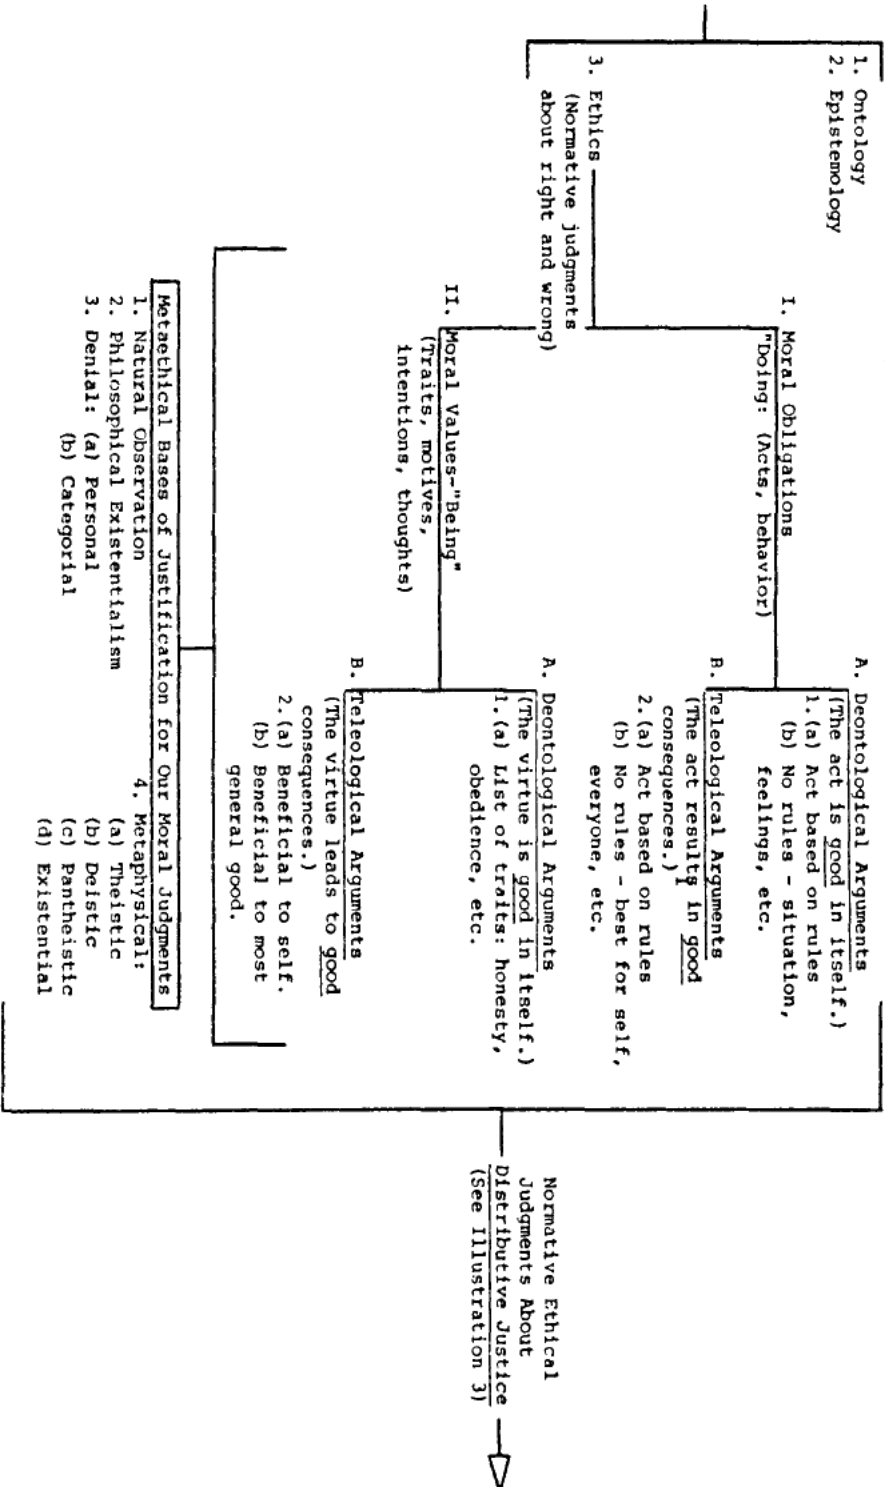 1. Ontology
2. Epistemology
3. Ethics
(Normative judgments
about right and wrong)
I. Moral Obligations
"Doing: (Acts, behavior)
II. Moral Values-"Being"
(Traits, motives,
intentions, thoughts)
A. Deontological Arguments
(The act is good in itself.)
1.(a) Act based on rules
(b) No rules - situation,
feelings, etc.
B. Teleological Arguments
(The act results in good
consequences.)
2.(a) Act based on rules
(b) No rules - best for self,
everyone, etc.
A. Deontological Arguments
(The virtue is good in itself.)
1.(a) List of traits: honesty,
obedience, etc.
B. Teleological Arguments
(The virtue leads to good
consequences.)
2.(a) Beneficial to self.
(b) Beneficial to most
general good.
Metaethical Bases of Justification for Our Moral Judgments
1. Natural Observation
2. Philosophical Existentialism
3. Denial: (a) Personal
(b) Categorial
4. Metaphysical:
(a) Theistic
(b) Deistic
(c) Pantheistic
(d) Existential
Normative Ethical
Judgments About
Distributive Justice
(See Illustration 3)